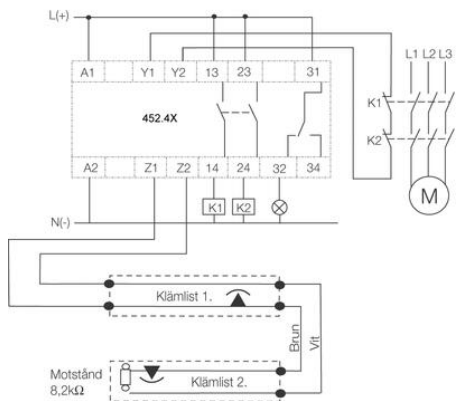 L(+)
A1 Y1 Y2 13 23 31
452.4X
A2 Z1 Z2 14 24 32 34
K1 K2
N(-)
L1 L2 L3
K1
K2
M
Klämlist 1.
Brun
Vit
Motstånd
8,2kΩ
Klämlist 2.